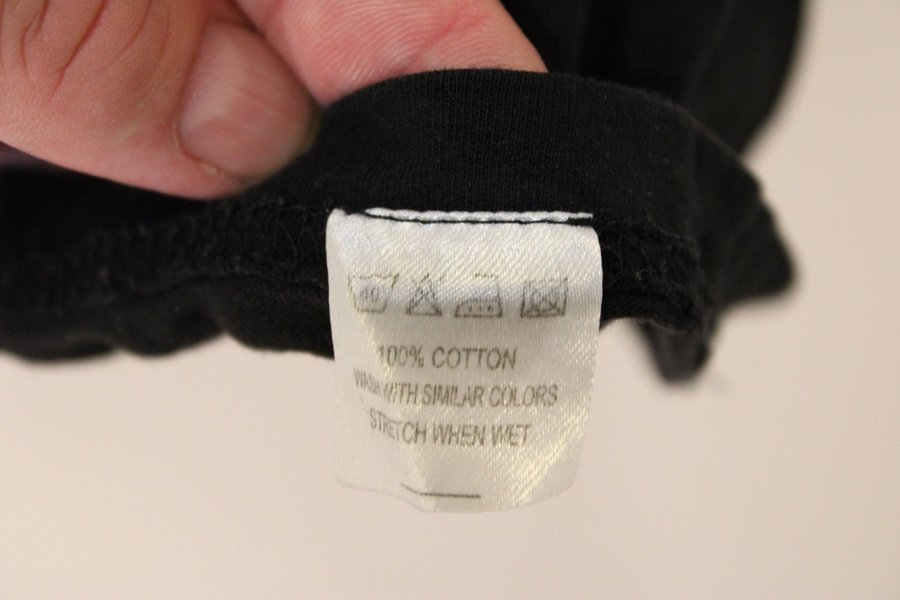 40
100% COTTON
WASH WITH SIMILAR COLORS
STRETCH WHEN WET